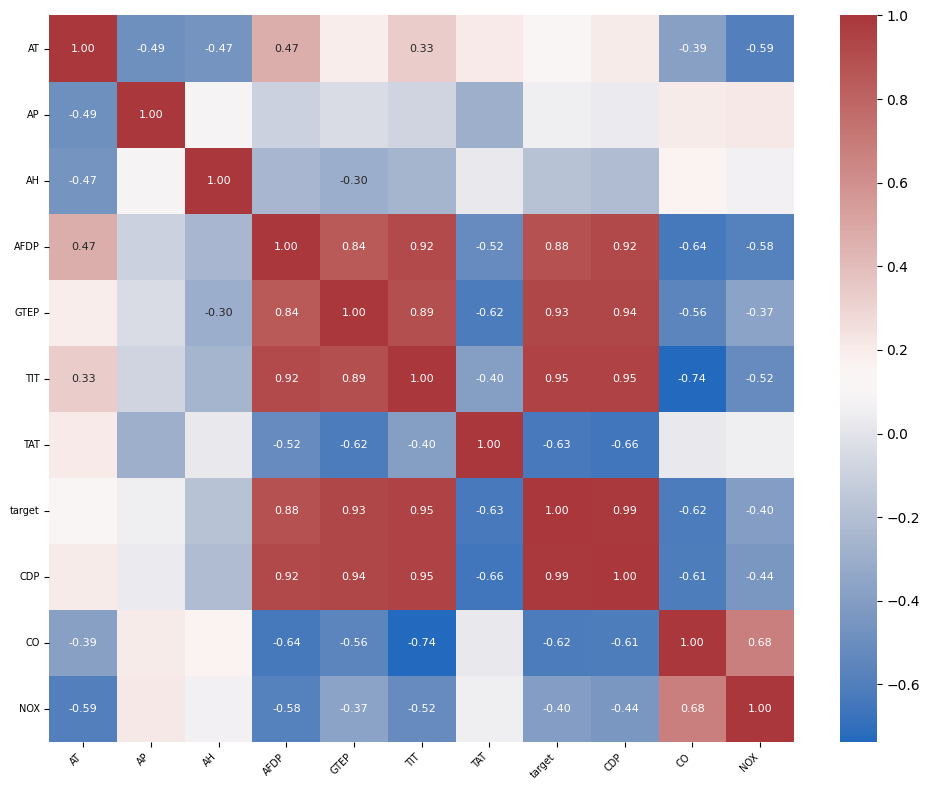 AT 1.00 -0.49 -0.47 0.47 0.33 -0.39 -0.59
AP -0.49 1.00
AH -0.47 1.00 -0.30
AFDP 0.47 1.00 0.84 0.92 -0.52 0.88 0.92 -0.64 -0.58
GTEP -0.30 0.84 1.00 0.89 -0.62 0.93 0.94 -0.56 -0.37
TIT 0.33 0.92 0.89 1.00 -0.40 0.95 0.95 -0.74 -0.52
TAT -0.52 -0.62 -0.40 1.00 -0.63 -0.66
target 0.88 0.93 0.95 -0.63 1.00 0.99 -0.62 -0.40
CDP 0.92 0.94 0.95 -0.66 0.99 1.00 -0.61 -0.44
CO -0.39 -0.64 -0.56 -0.74 -0.62 -0.61 1.00 0.68
NOX -0.59 -0.58 -0.37 -0.52 -0.40 -0.44 0.68 1.00
AT AP AH AFDP GTEP TIT TAT target CDP CO NOX
1.0
0.8
0.6
0.4
0.2
0.0
−0.2
−0.4
−0.6